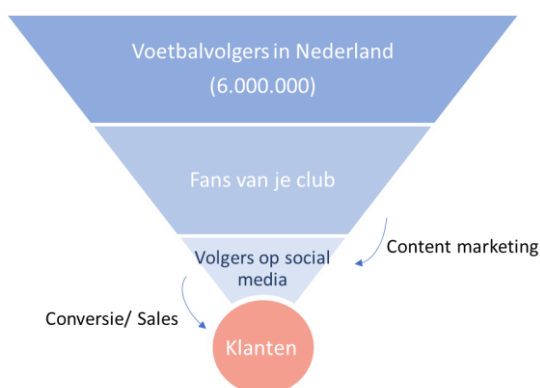 Voetbalvolgers in Nederland
(6.000.000)
Fans van je club
Content marketing
Volgers op social
media
Conversie/ Sales
Klanten